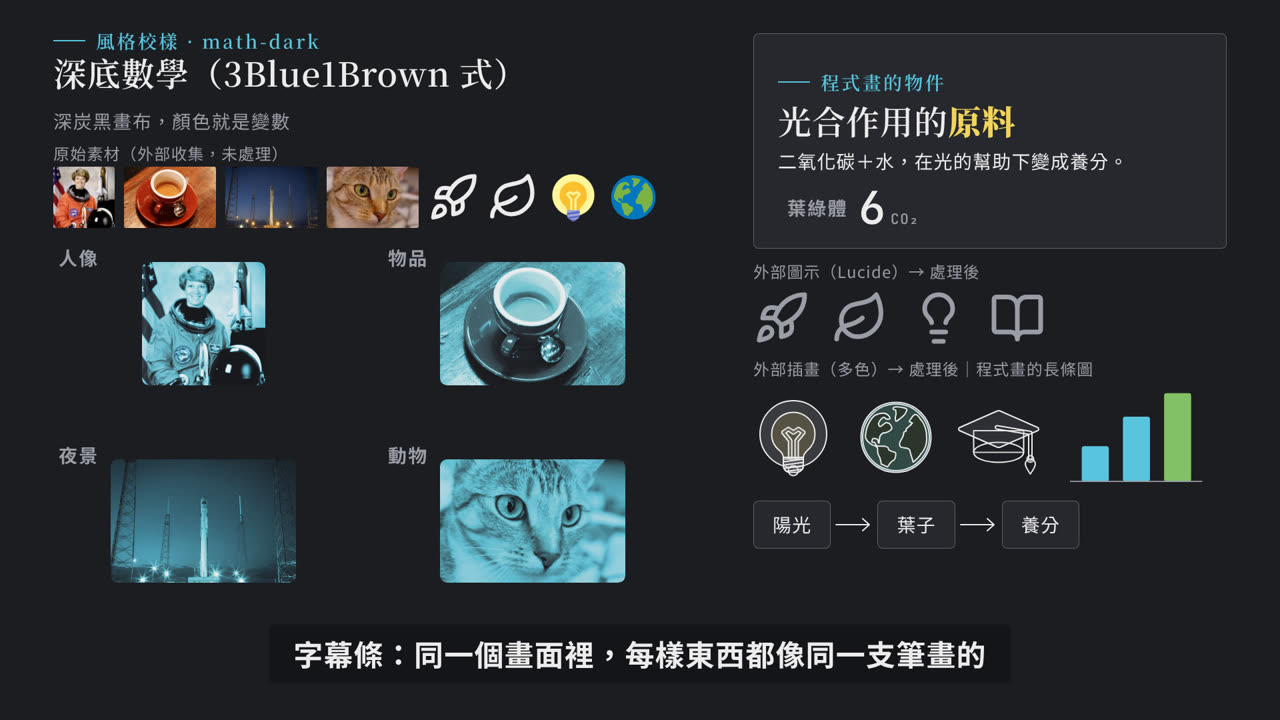 風格校樣 · math-dark
深底數學（3Blue1Brown 式）
深炭黑畫布，顏色就是變數
原始素材（外部收集，未處理）
人像
物品
夜景
動物
程式畫的物件
光合作用的原料
二氧化碳＋水，在光的幫助下變成養分。
葉綠體 6 CO₂
外部圖示（Lucide）→ 處理後
外部插畫（多色）→ 處理後｜程式畫的長條圖
陽光 → 葉子 → 養分
字幕條：同一個畫面裡，每樣東西都像同一支筆畫的